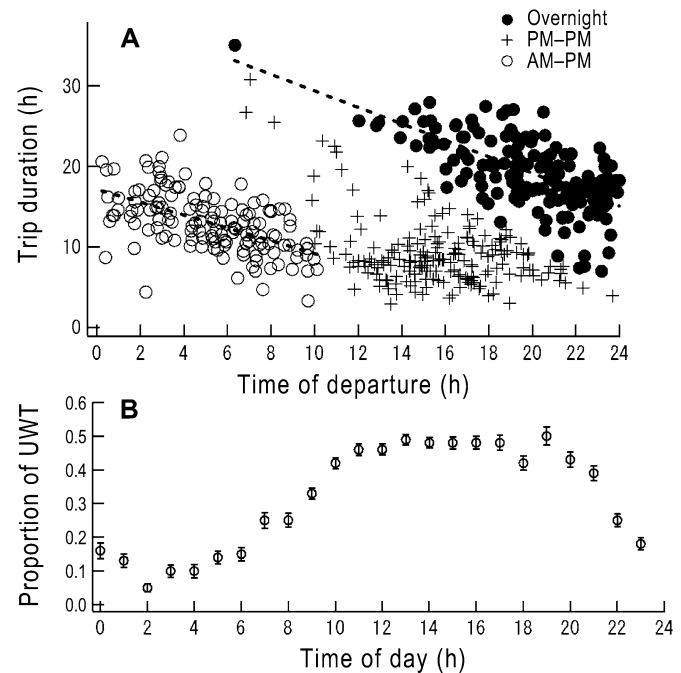 A
Overnight
PM–PM
AM–PM
Trip duration (h)
30
20
10
0
0 2 4 6 8 10 12 14 16 18 20 22 24
Time of departure (h)
B
Proportion of UWT
0.6
0.5
0.4
0.3
0.2
0.1
0.0
0 2 4 6 8 10 12 14 16 18 20 22 24
Time of day (h)